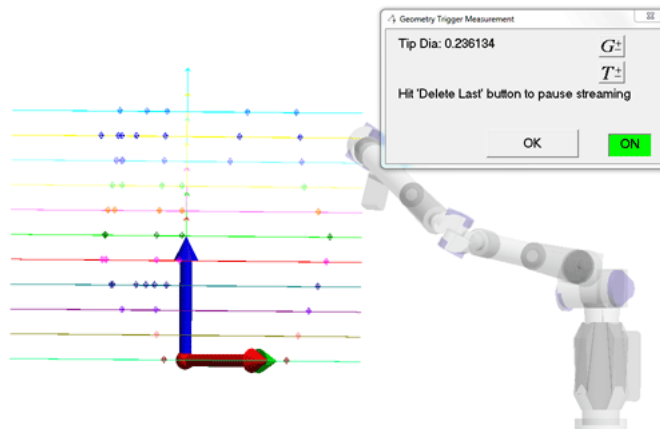 Geometry Trigger Measurement
Tip Dia: 0.236134
G±
T±
Hit 'Delete Last' button to pause streaming
OK
ON